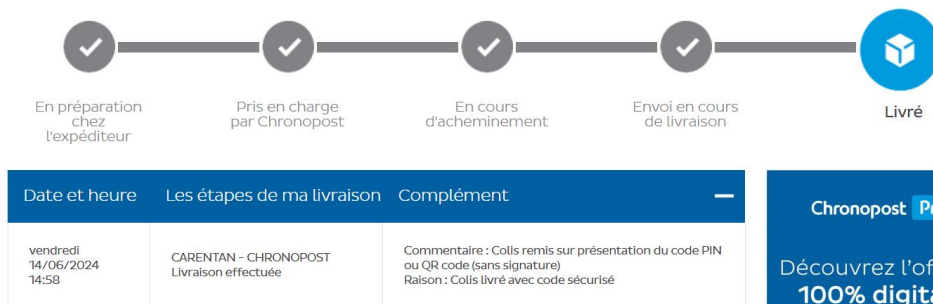 En préparation
chez
l'expéditeur
Pris en charge
par Chronopost
En cours
d'acheminement
Envoi en cours
de livraison
Livré
Date et heure
Les étapes de ma livraison
Complément
vendredi
14/06/2024
14:58
CARENTAN - CHRONOPOST
Livraison effectuée
Commentaire : Colis remis sur présentation du code PIN
ou QR code (sans signature)
Raison : Colis livré avec code sécurisé
Chronopost
Découvrez
100%